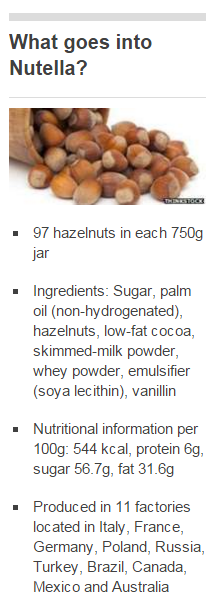 What goes into
Nutella?
THINKSTOCK
97 hazelnuts in each 750g
jar
Ingredients: Sugar, palm
oil (non-hydrogenated),
hazelnuts, low-fat cocoa,
skimmed-milk powder,
whey powder, emulsifier
(soya lecithin), vanillin
Nutritional information per
100g: 544 kcal, protein 6g,
sugar 56.7g, fat 31.6g
Produced in 11 factories
located in Italy, France,
Germany, Poland, Russia,
Turkey, Brazil, Canada,
Mexico and Australia